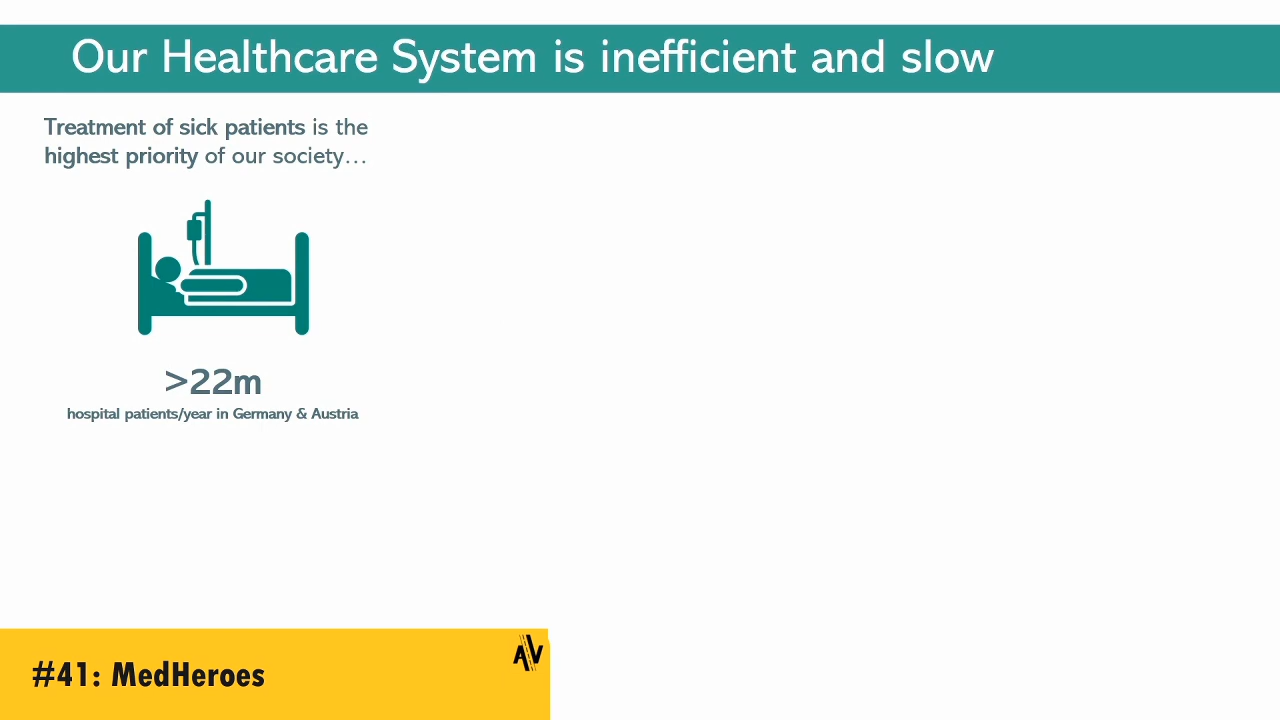 Our Healthcare System is inefficient and slow
Treatment of sick patients is the
highest priority of our society…
>22m
hospital patients/year in Germany & Austria
#41: MedHeroes
AV